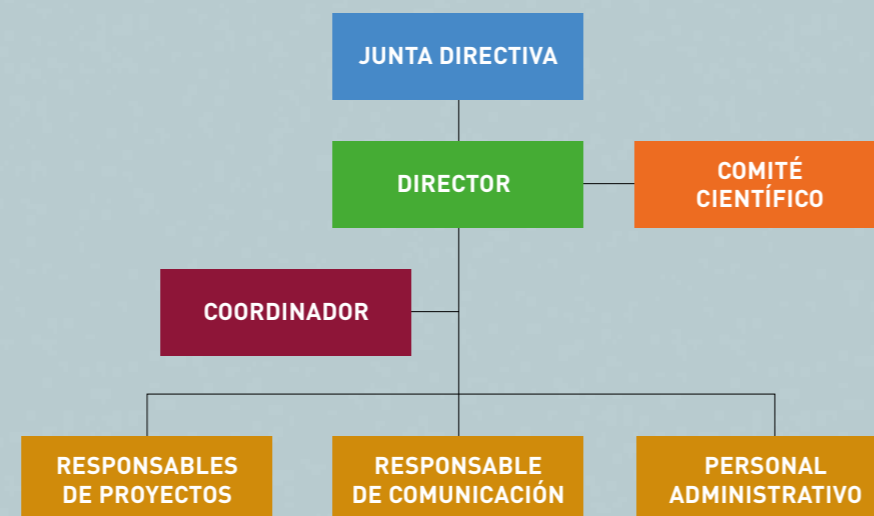 JUNTA DIRECTIVA
DIRECTOR
COMITÉ
CIENTÍFICO
COORDINADOR
RESPONSABLES
DE PROYECTOS
RESPONSABLE
DE COMUNICACIÓN
PERSONAL
ADMINISTRATIVO